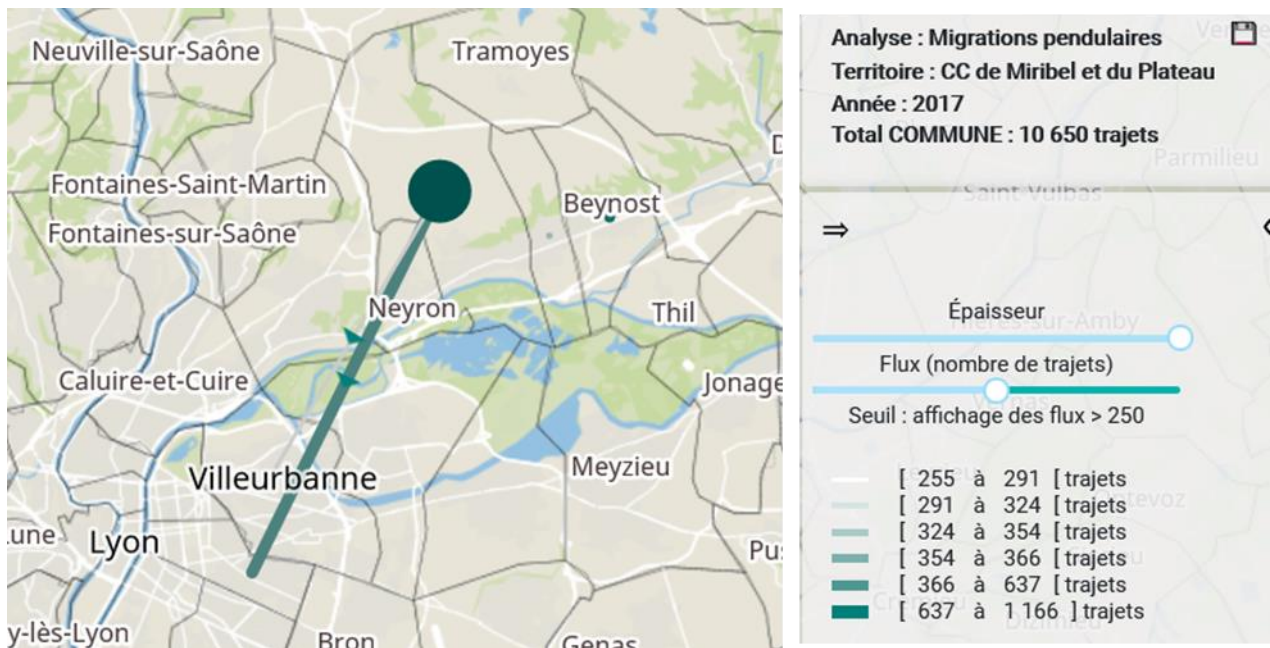 Neuville-sur-Saône
Tramoyes
Fontaines-Saint-Martin
Beynost
Fontaines-sur-Saône
Neyron
Thil
Caluire-et-Cuire
Jonage
Meyzieu
Villeurbanne
Lyon
y-lès-Lyon
Bron
Genas
Analyse : Migrations pendulaires
Territoire : CC de Miribel et du Plateau
Année : 2017
Total COMMUNE : 10 650 trajets
Parmilieu
Saint-Vulbas
⇒
Épaisseur
Flux (nombre de trajets)
Seuil : affichage des flux > 250
[ 255 à 291 [ trajets
[ 291 à 324 [ trajets
[ 324 à 354 [ trajets
[ 354 à 366 [ trajets
[ 366 à 637 [ trajets
[ 637 à 1 166 ] trajets